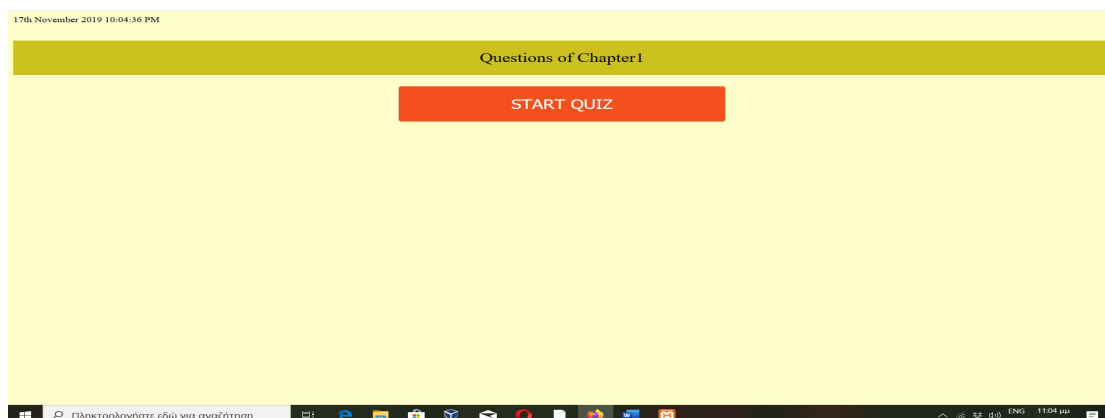 17th November 2019 10:04:36 PM
Questions of Chapter1
START QUIZ
Πληκτρολογήστε εδώ για αναζήτηση
ENG
11:04 μμ